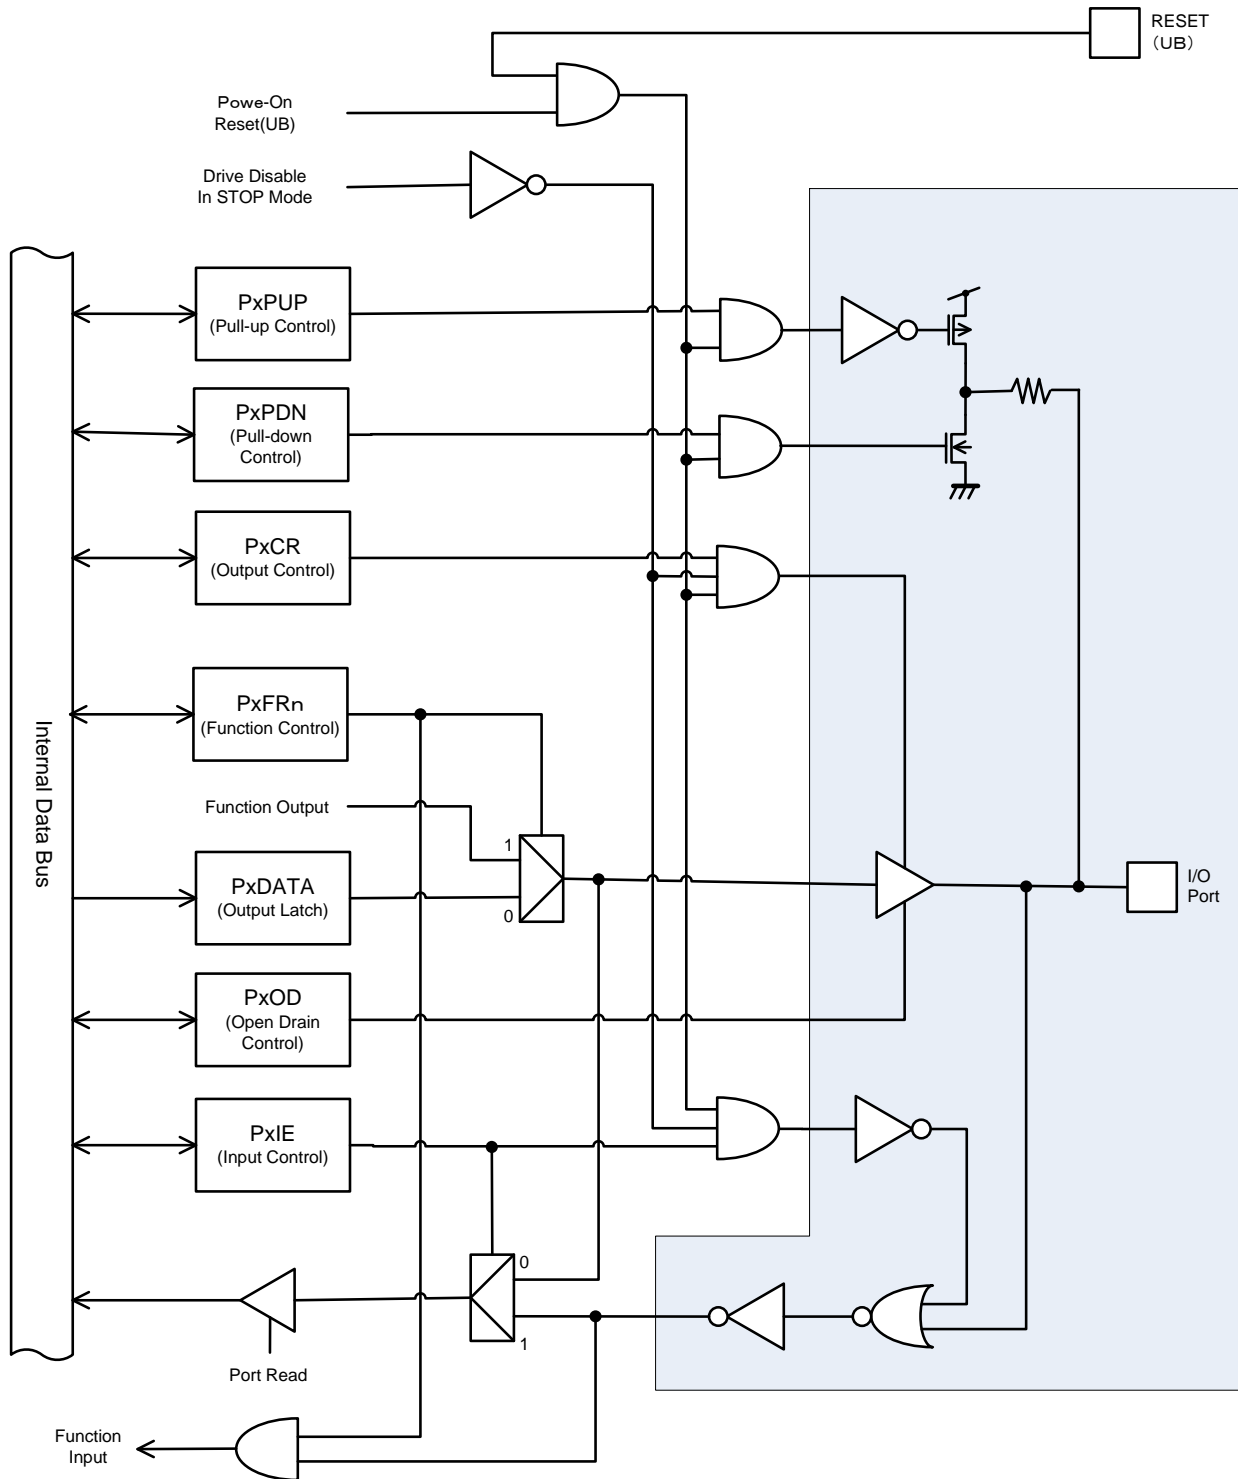 RESET
(UB)
Powe-On
Reset(UB)
Drive Disable
In STOP Mode
PxPUP
(Pull-up Control)
PxPDN
(Pull-down
Control)
PxCR
(Output Control)
PxFRn
(Function Control)
Internal Data Bus
Function Output
1
0
PxDATA
(Output Latch)
I/O
Port
PxOD
(Open Drain
Control)
PxIE
(Input Control)
0
1
Port Read
Function
Input